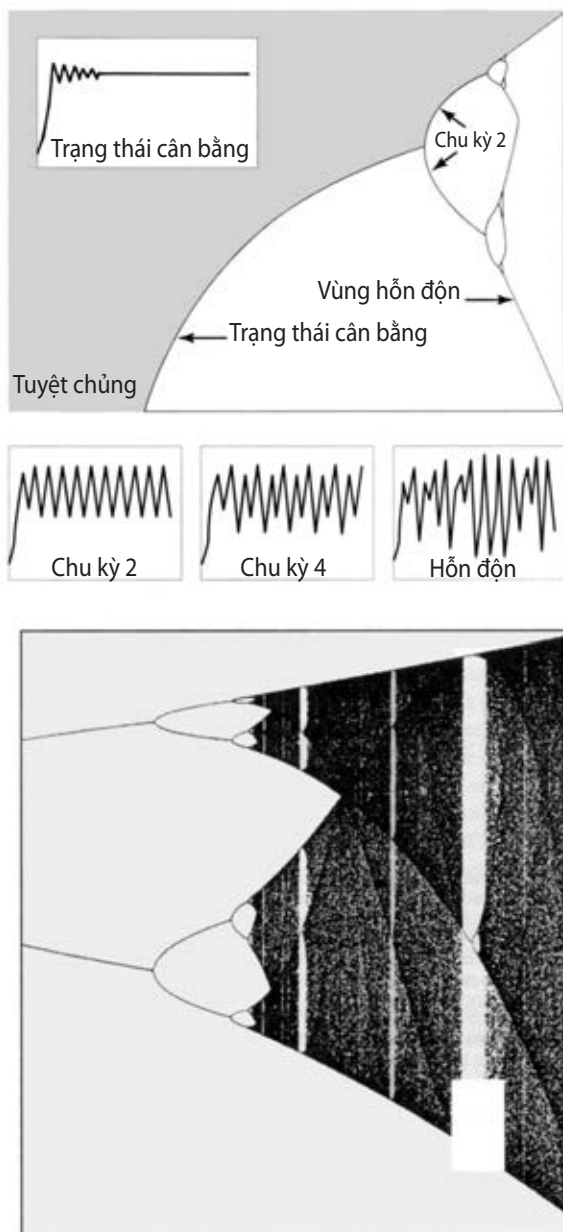 Trạng thái cân bằng
Chu kỳ 2
Vùng hỗn độn
Trạng thái cân bằng
Tuyệt chủng
Chu kỳ 2
Chu kỳ 4
Hỗn độn